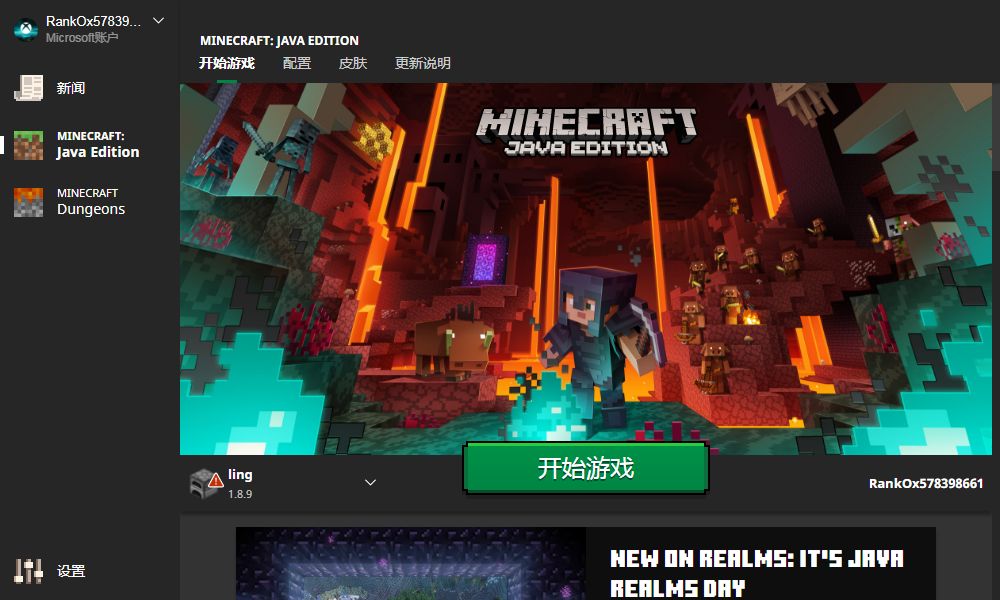 RankOx57839...
Microsoft账户
新闻
MINECRAFT:
Java Edition
MINECRAFT
Dungeons
设置
MINECRAFT: JAVA EDITION
开始游戏 配置 皮肤 更新说明
MINECRAFT
JAVA EDITION
ling
1.8.9
开始游戏
RankOx578398661
NEW ON REALMS: IT'S JAVA
REALMS DAY